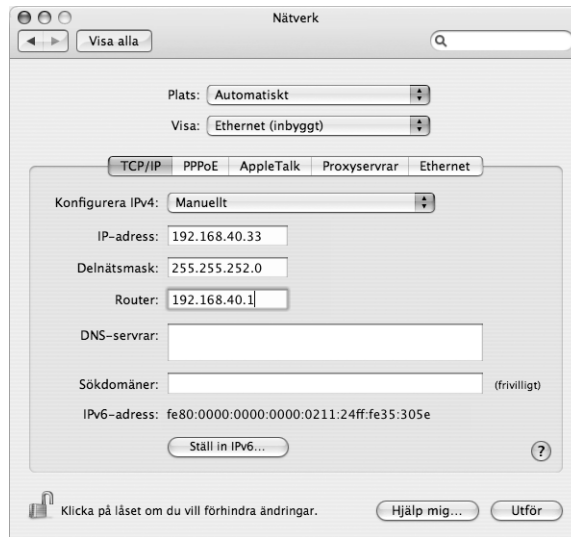 Nätverk
Visa alla
Plats: Automatiskt
Visa: Ethernet (inbyggt)
TCP/IP PPPoE AppleTalk Proxyservrar Ethernet
Konfigurera IPv4: Manuellt
IP-adress: 192.168.40.33
Delnätsmask: 255.255.252.0
Router: 192.168.40.1
DNS-servrar:
Sökdomäner: (frivilligt)
IPv6-adress: fe80:0000:0000:0000:0211:24ff:fe35:305e
Ställ in IPv6... ?
Klicka på låset om du vill förhindra ändringar. Hjälp mig... Utför